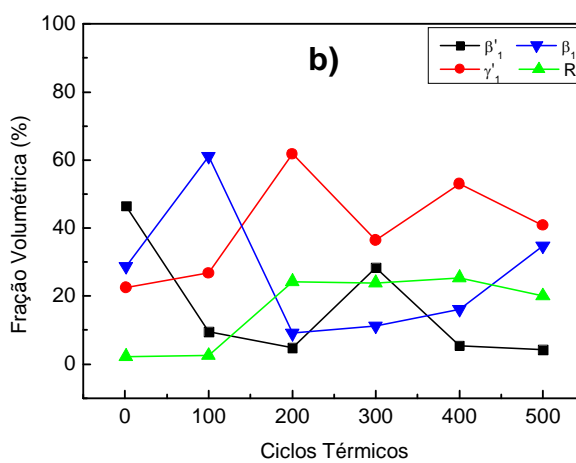 b)
β'₁ β₁
γ'₁ R
Fração Volumétrica (%)
100
80
60
40
20
0
0 100 200 300 400 500
Ciclos Térmicos